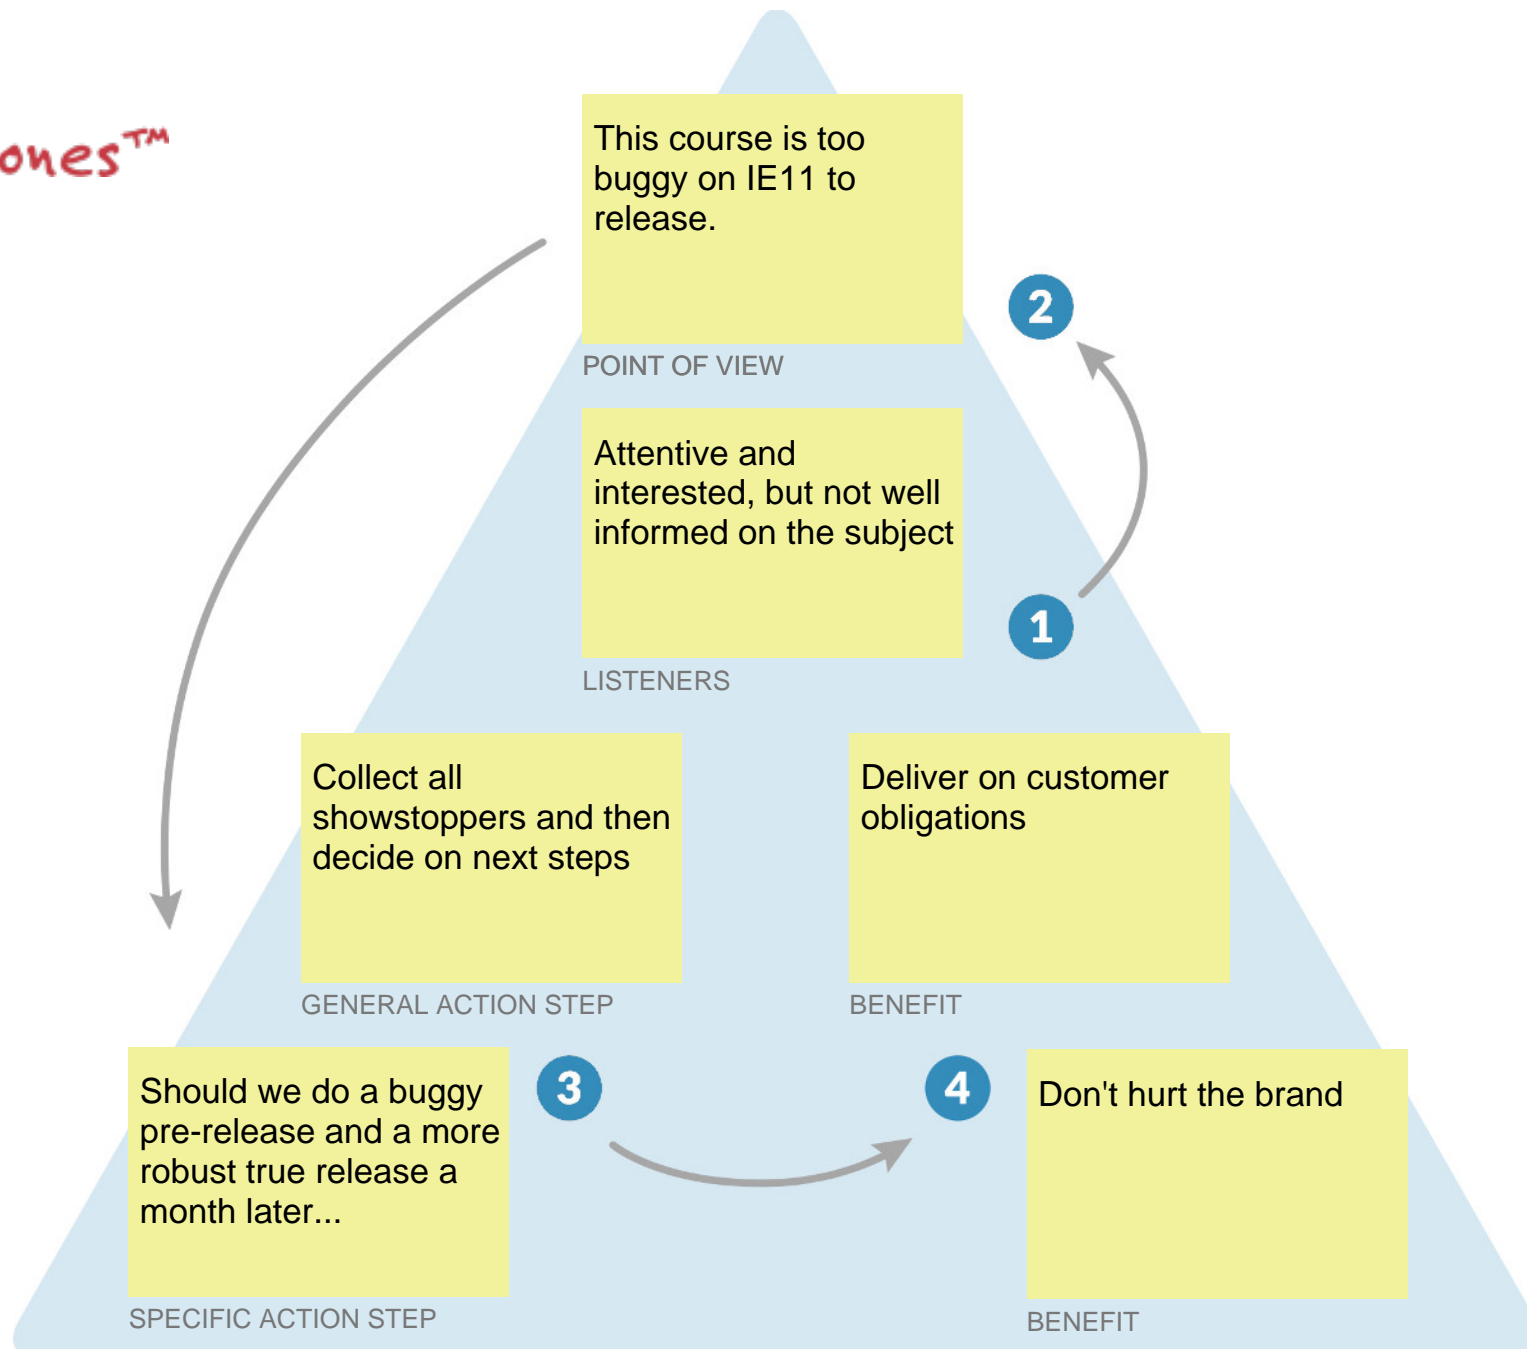 ones™
This course is too
buggy on IE11 to
release.
2
POINT OF VIEW
Attentive and
interested, but not well
informed on the subject
1
LISTENERS
Collect all
showstoppers and then
decide on next steps
GENERAL ACTION STEP
Deliver on customer
obligations
BENEFIT
Should we do a buggy
pre-release and a more
robust true release a
month later...
SPECIFIC ACTION STEP
3
4
Don't hurt the brand
BENEFIT